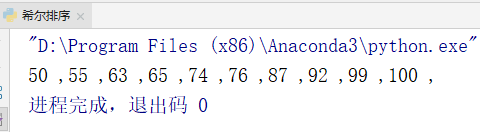 希尔排序
"D:\Program Files (x86)\Anaconda3\python.exe"
50 ,55 ,63 ,65 ,74 ,76 ,87 ,92 ,99 ,100 ,
进程完成，退出码 0